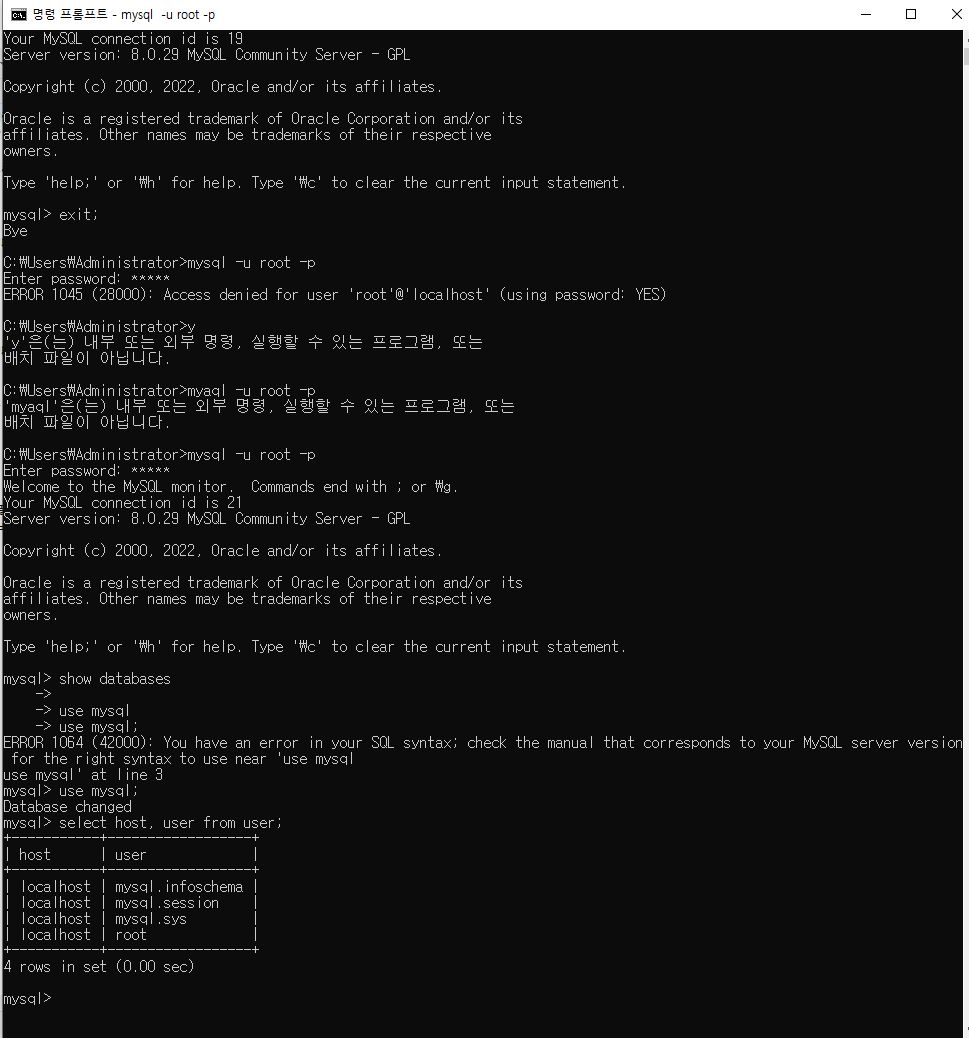 명령 프롬프트 - mysql  -u root -p
Your MySQL connection id is 19
Server version: 8.0.29 MySQL Community Server - GPL
Copyright (c) 2000, 2022, Oracle and/or its affiliates.
Oracle is a registered trademark of Oracle Corporation and/or its
affiliates. Other names may be trademarks of their respective
owners.
Type 'help;' or '₩h' for help. Type '₩c' to clear the current input statement.
mysql> exit;
Bye
C:₩Users₩Administrator>mysql -u root -p
Enter password: *****
ERROR 1045 (28000): Access denied for user 'root'@'localhost' (using password: YES)
C:₩Users₩Administrator>y
'y'은(는) 내부 또는 외부 명령, 실행할 수 있는 프로그램, 또는
배치 파일이 아닙니다.
C:₩Users₩Administrator>myaql -u root -p
'myaql'은(는) 내부 또는 외부 명령, 실행할 수 있는 프로그램, 또는
배치 파일이 아닙니다.
C:₩Users₩Administrator>mysql -u root -p
Enter password: *****
Welcome to the MySQL monitor.  Commands end with ; or ₩g.
Your MySQL connection id is 21
Server version: 8.0.29 MySQL Community Server - GPL
Copyright (c) 2000, 2022, Oracle and/or its affiliates.
Oracle is a registered trademark of Oracle Corporation and/or its
affiliates. Other names may be trademarks of their respective
owners.
Type 'help;' or '₩h' for help. Type '₩c' to clear the current input statement.
mysql> show databases
    ->
    -> use mysql
    -> use mysql;
ERROR 1064 (42000): You have an error in your SQL syntax; check the manual that corresponds to your MySQL server version
 for the right syntax to use near 'use mysql
use mysql' at line 3
mysql> use mysql;
Database changed
mysql> select host, user from user;
+-----------+------------------+
| host      | user             |
+-----------+------------------+
| localhost | mysql.infoschema |
| localhost | mysql.session    |
| localhost | mysql.sys        |
| localhost | root             |
+-----------+------------------+
4 rows in set (0.00 sec)
mysql>